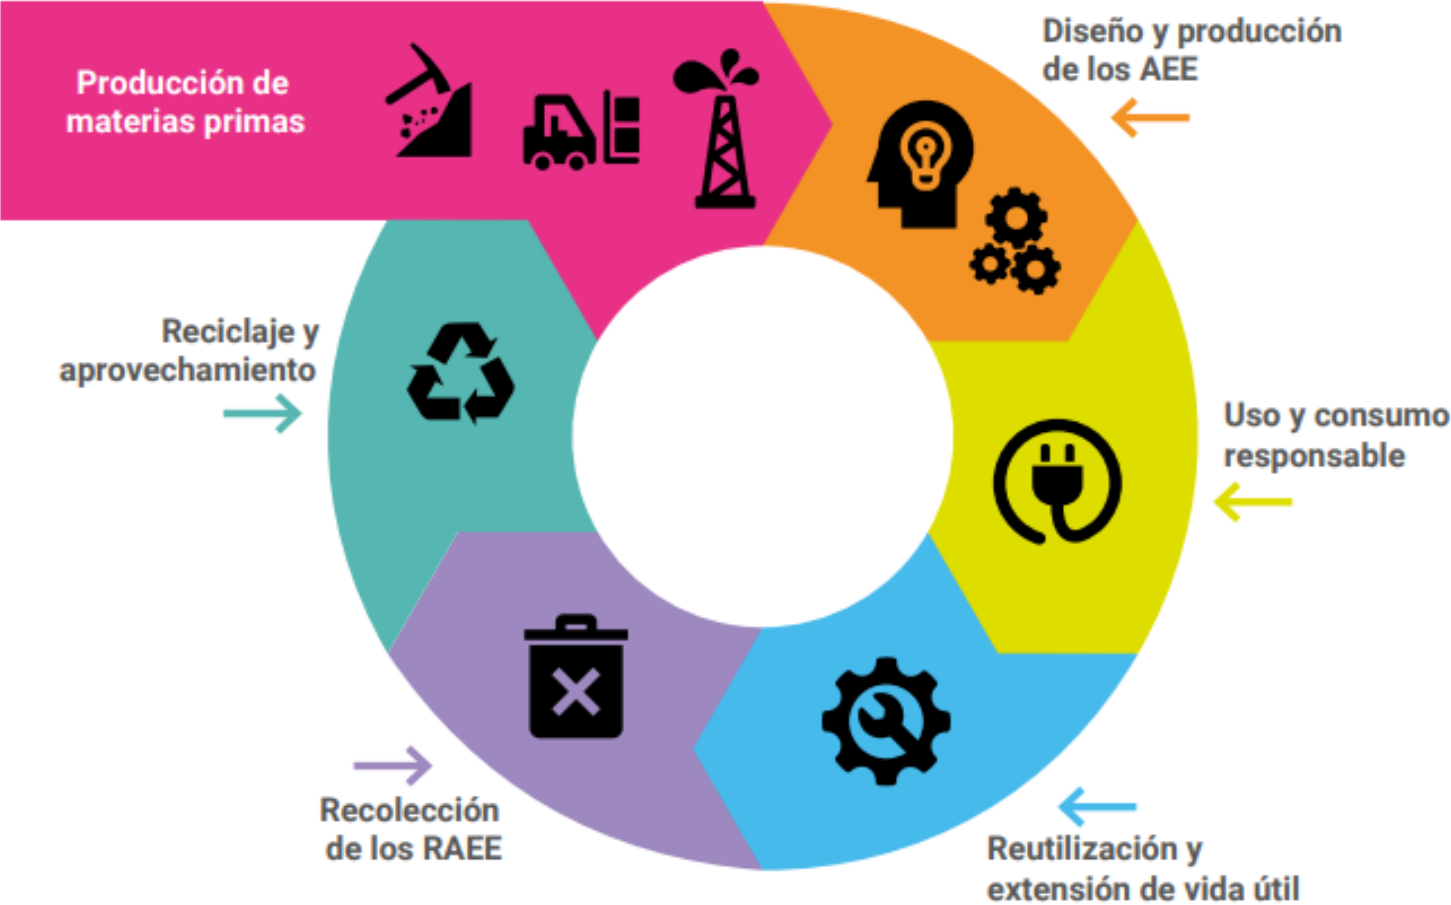 Producción de
materias primas
Diseño y producción
de los AEE
Uso y consumo
responsable
Reutilización y
extensión de vida útil
Recolección
de los RAEE
Reciclaje y
aprovechamiento